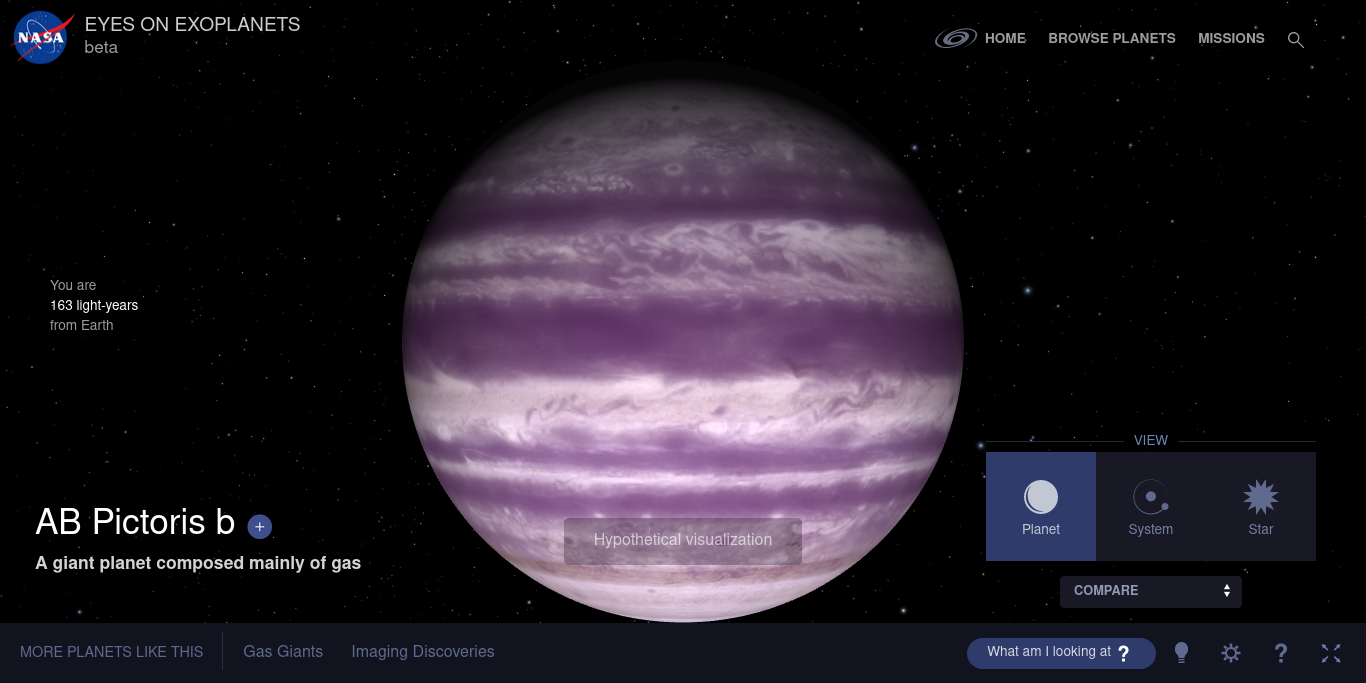 NASA
EYES ON EXOPLANETS
beta
HOME
BROWSE PLANETS
MISSIONS
You are
163 light-years
from Earth
AB Pictoris b +
A giant planet composed mainly of gas
Hypothetical visualization
VIEW
Planet
System
Star
COMPARE
MORE PLANETS LIKE THIS
Gas Giants
Imaging Discoveries
What am I looking at ?
?